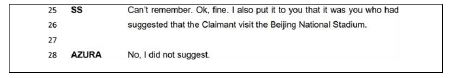 25 SS Can't remember. Ok, fine. I also put it to you that it was you who had
26 suggested that the Claimant visit the Beijing National Stadium.
27
28 AZURA No, I did not suggest.